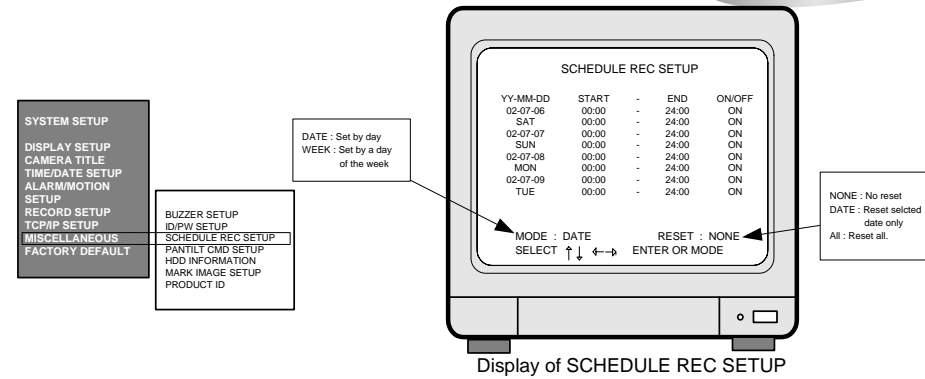 SYSTEM SETUP
DISPLAY SETUP
CAMERA TITLE
TIME/DATE SETUP
ALARM/MOTION
SETUP
RECORD SETUP
TCP/IP SETUP
MISCELLANEOUS
FACTORY DEFAULT
BUZZER SETUP
ID/PW SETUP
SCHEDULE REC SETUP
PANTILT CMD SETUP
HDD INFORMATION
MARK IMAGE SETUP
PRODUCT ID
DATE : Set by day
WEEK : Set by a day
of the week
SCHEDULE REC SETUP
YY-MM-DD START - END ON/OFF
02-07-06 00:00 - 24:00 ON
SAT 00:00 - 24:00 ON
02-07-07 00:00 - 24:00 ON
SUN 00:00 - 24:00 ON
02-07-08 00:00 - 24:00 ON
MON 00:00 - 24:00 ON
02-07-09 00:00 - 24:00 ON
TUE 00:00 - 24:00 ON
MODE : DATE RESET : NONE
SELECT ↑↓ ←→ ENTER OR MODE
NONE : No reset
DATE : Reset selcted
date only
All : Reset all.
Display of SCHEDULE REC SETUP